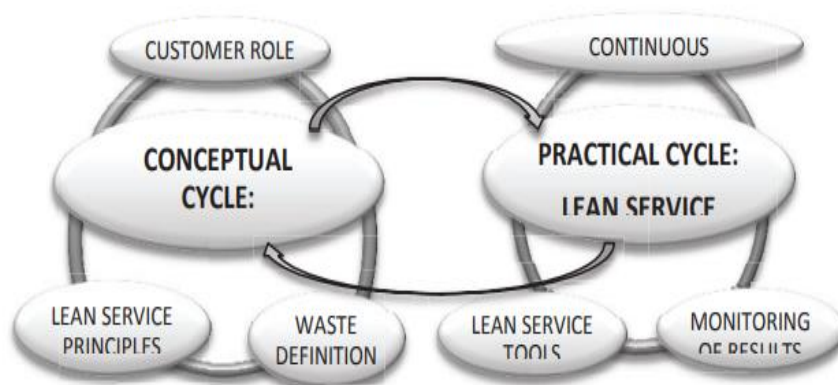 CUSTOMER ROLE
CONTINUOUS
CONCEPTUAL
CYCLE:
PRACTICAL CYCLE:
LEAN SERVICE
LEAN SERVICE
PRINCIPLES
WASTE
DEFINITION
LEAN SERVICE
TOOLS
MONITORING
OF RESULTS